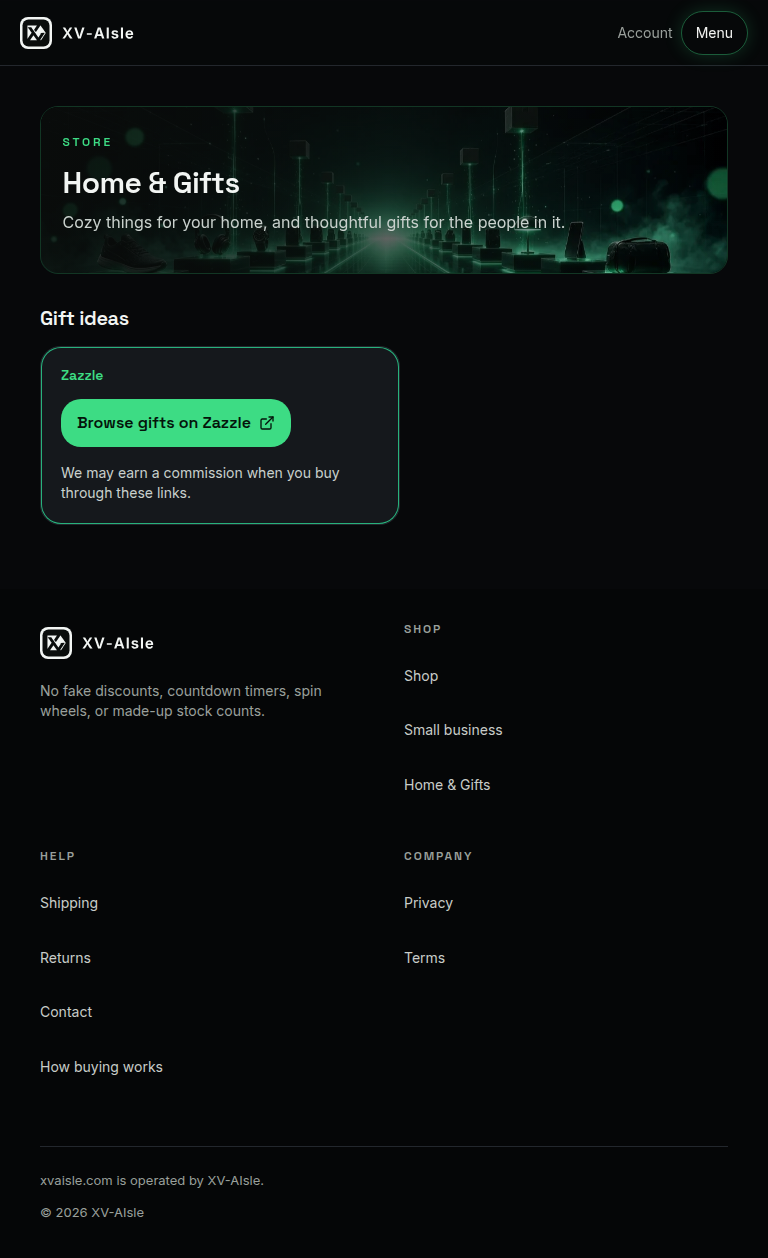 XV-AIsle
Account
Menu
STORE
Home & Gifts
Cozy things for your home, and thoughtful gifts for the people in it.
Gift ideas
Zazzle
Browse gifts on Zazzle
We may earn a commission when you buy
through these links.
XV-AIsle
No fake discounts, countdown timers, spin
wheels, or made-up stock counts.
SHOP
Shop
Small business
Home & Gifts
HELP
Shipping
Returns
Contact
How buying works
COMPANY
Privacy
Terms
xvaisle.com is operated by XV-AIsle.
© 2026 XV-AIsle